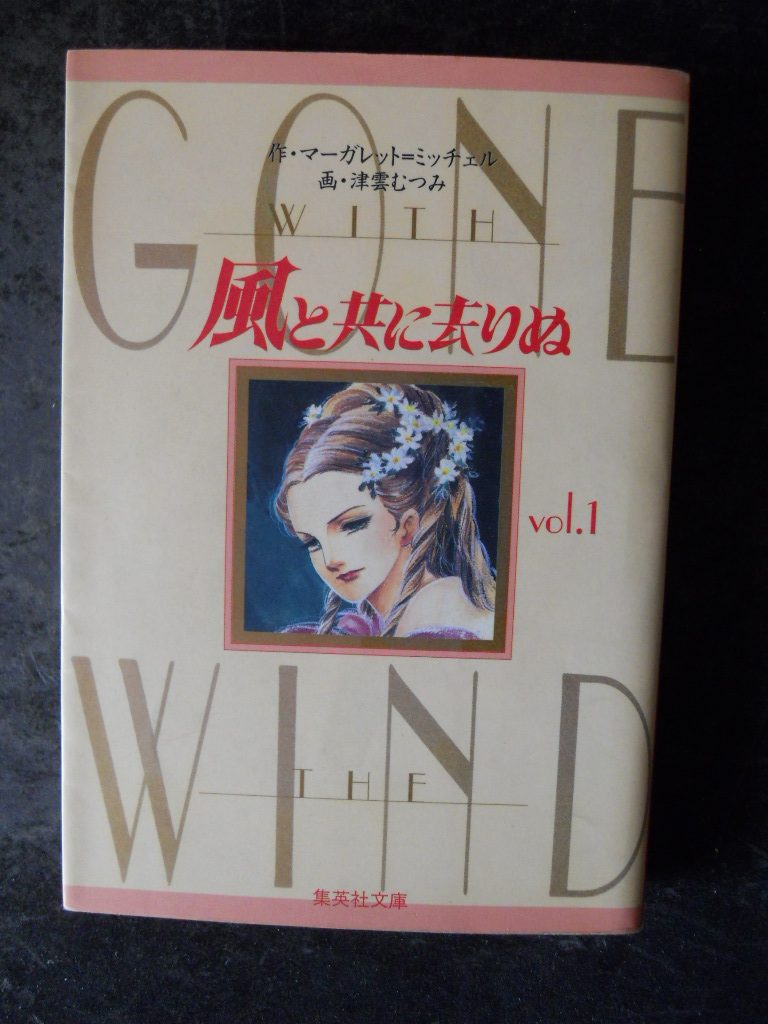 GONE
作・マーガレット=ミッチェル
画・津雲むつみ
WITH
風と共に去りぬ
vol.1
WIND
THE
集英社文庫